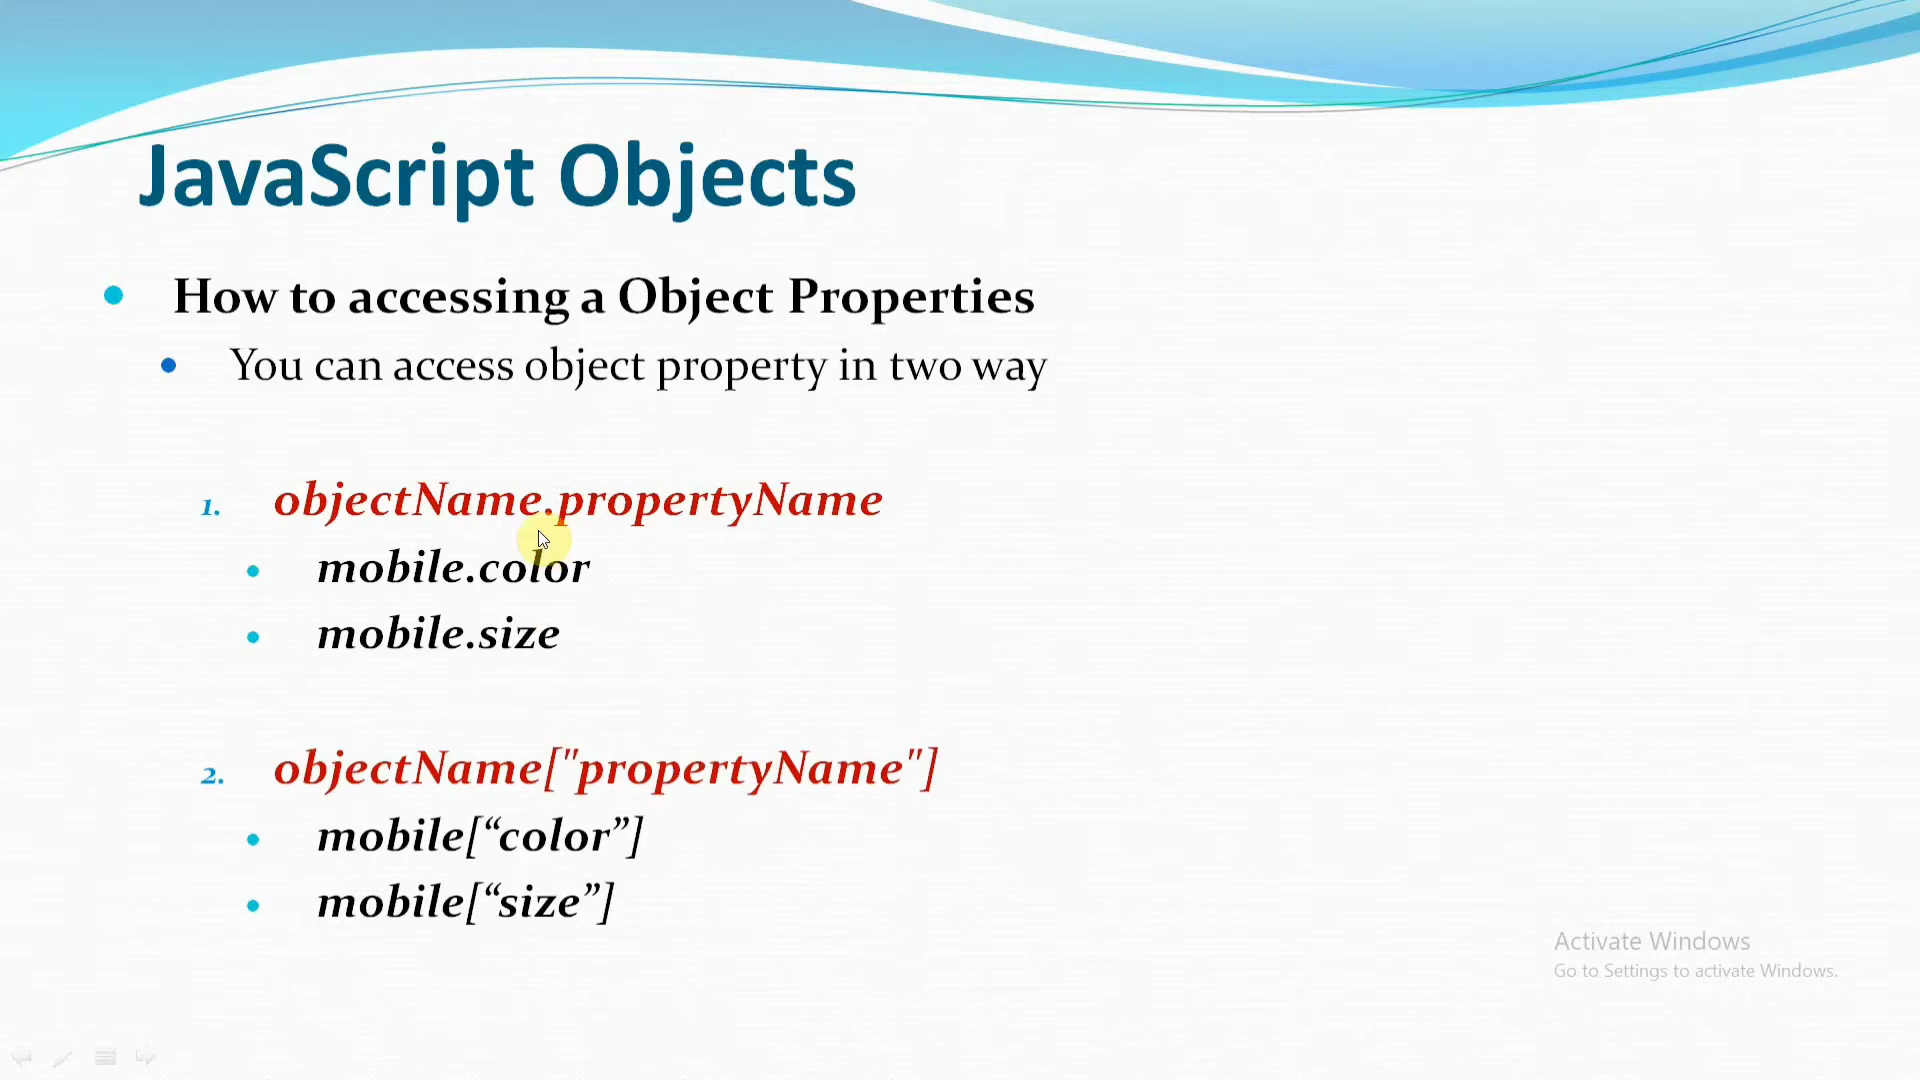 JavaScript Objects
How to accessing a Object Properties
You can access object property in two way
1. objectName.propertyName
mobile.color
mobile.size
2. objectName["propertyName"]
mobile[“color”]
mobile[“size”]
Activate Windows
Go to Settings to activate Windows.